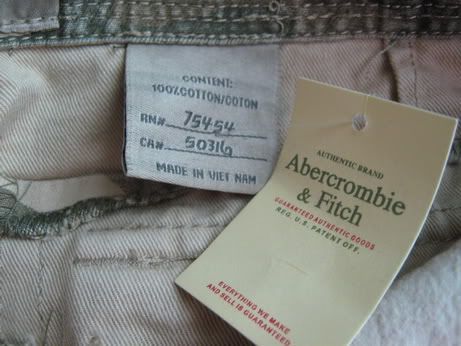 CONTENT:
100%COTTON/COTON
RN# 75454
CA# 50316
MADE IN VIET NAM
AUTHENTIC BRAND
Abercrombie
& Fitch
GUARANTEED AUTHENTIC GOODS
REG. U.S. PATENT OFF.
EVERYTHING WE MAKE
AND SELL IS GUARANTEED